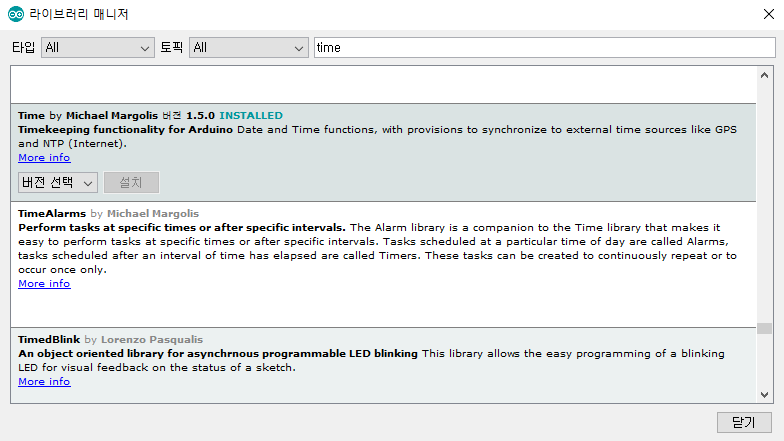 라이브러리 매니저
타입 All 토픽 All time
Time by Michael Margolis 버전 1.5.0 INSTALLED
Timekeeping functionality for Arduino Date and Time functions, with provisions to synchronize to external time sources like GPS
and NTP (Internet).
More info
버전 선택 설치
TimeAlarms by Michael Margolis
Perform tasks at specific times or after specific intervals. The Alarm library is a companion to the Time library that makes it
easy to perform tasks at specific times or after specific intervals. Tasks scheduled at a particular time of day are called Alarms,
tasks scheduled after an interval of time has elapsed are called Timers. These tasks can be created to continuously repeat or to
occur once only.
More info
TimedBlink by Lorenzo Pasqualis
An object oriented library for asynchrnous programmable LED blinking This library allows the easy programming of a blinking
LED for visual feedback on the status of a sketch.
More info
닫기